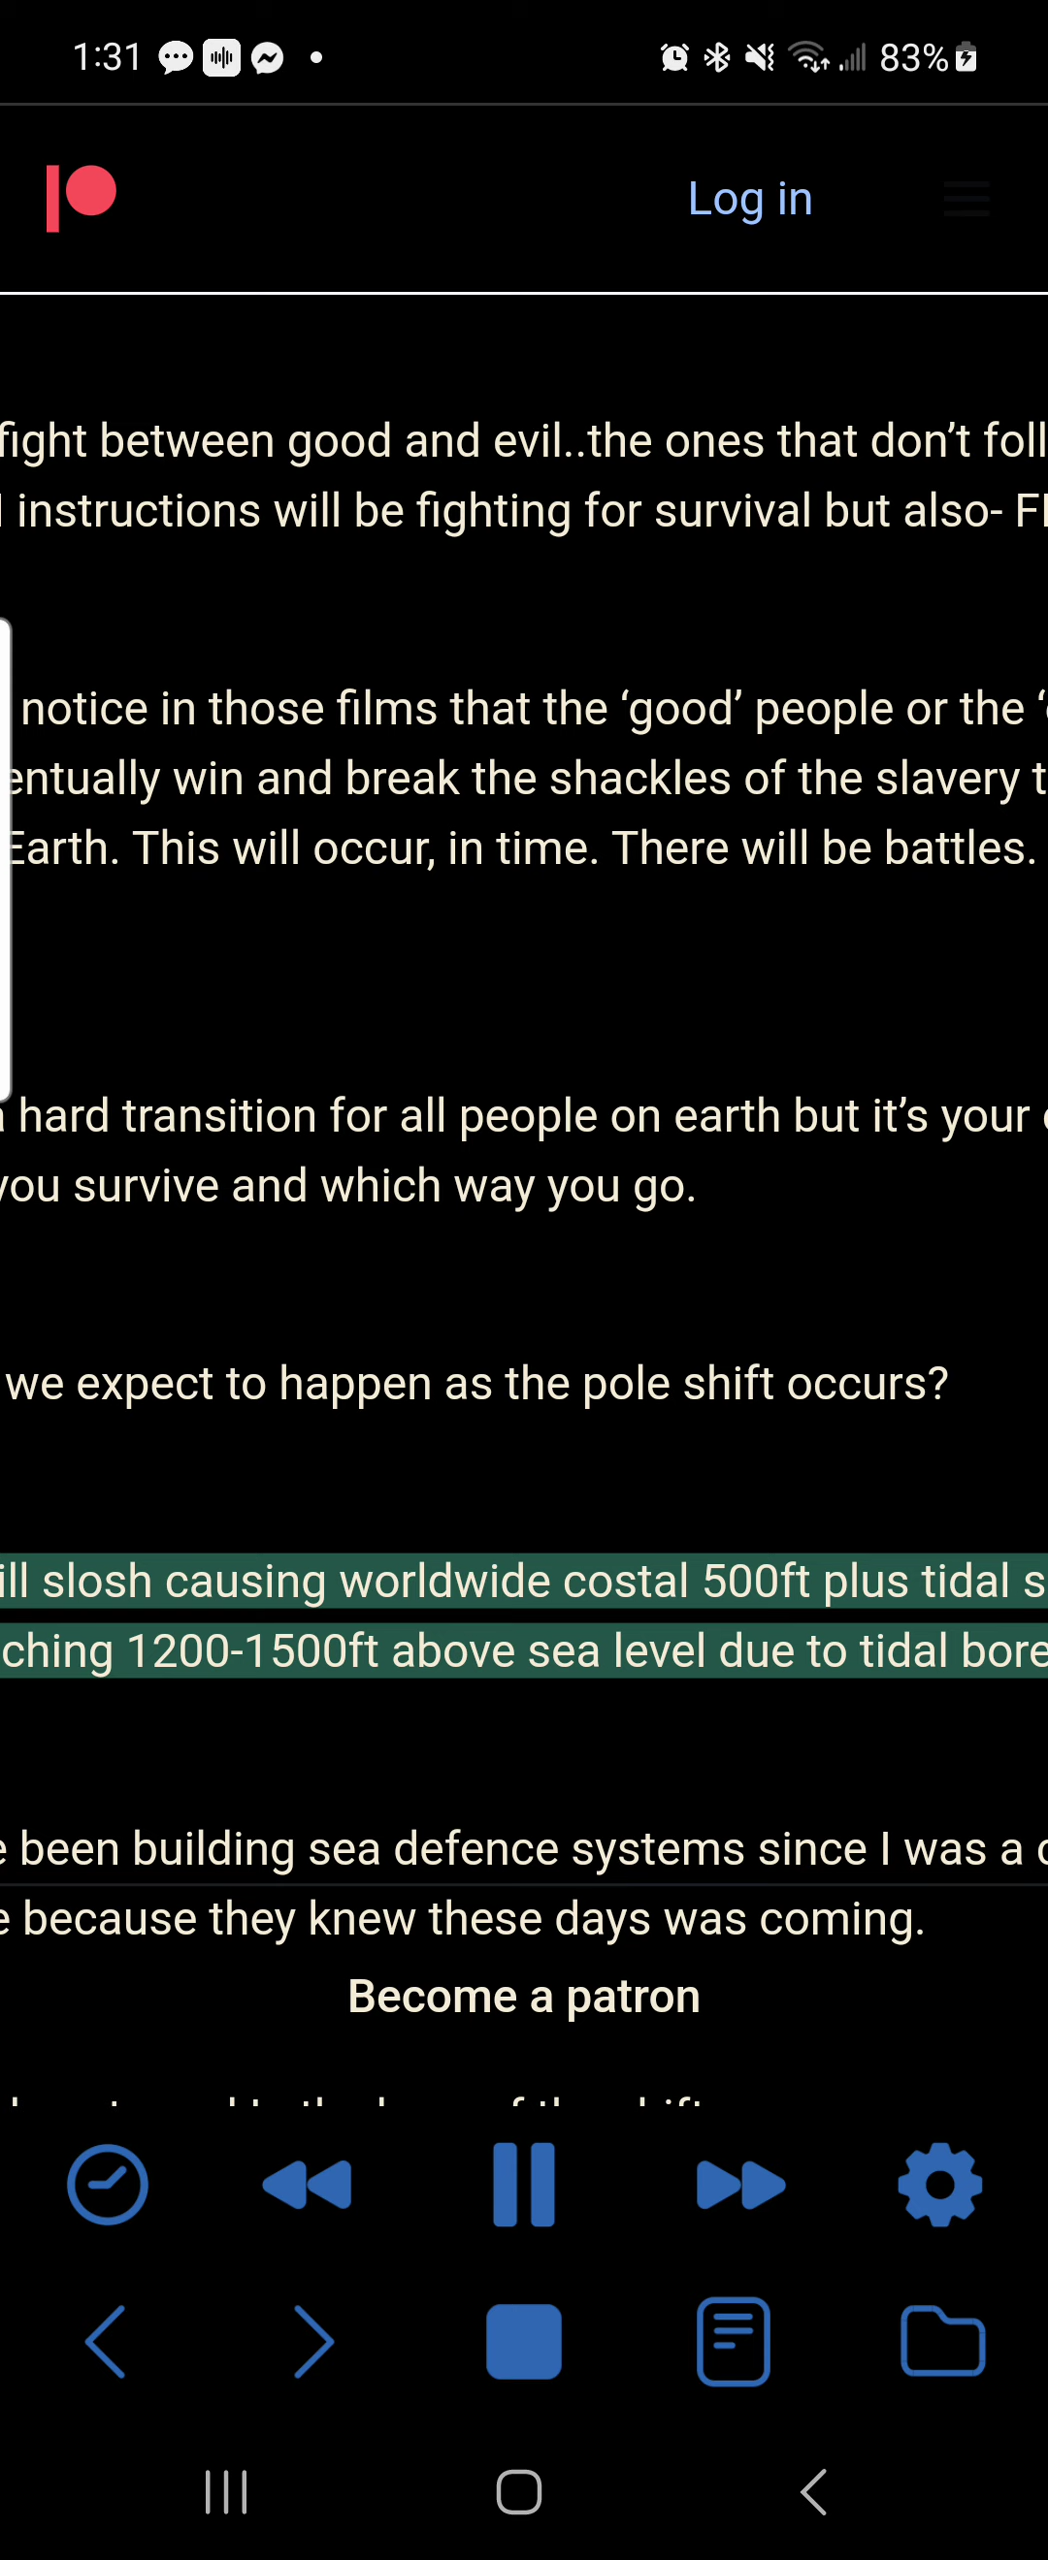 1:31
83%
Log in
fight between good and evil..the ones that don’t foll
instructions will be fighting for survival but also-
notice in those films that the ‘good’ people or the ‘
entually win and break the shackles of the slavery t
Earth. This will occur, in time. There will be battles.
a hard transition for all people on earth but it’s your
you survive and which way you go.
we expect to happen as the pole shift occurs?
ill slosh causing worldwide costal 500ft plus tidal s
ching 1200-1500ft above sea level due to tidal bore
e been building sea defence systems since I was a c
e because they knew these days was coming.
Become a patron